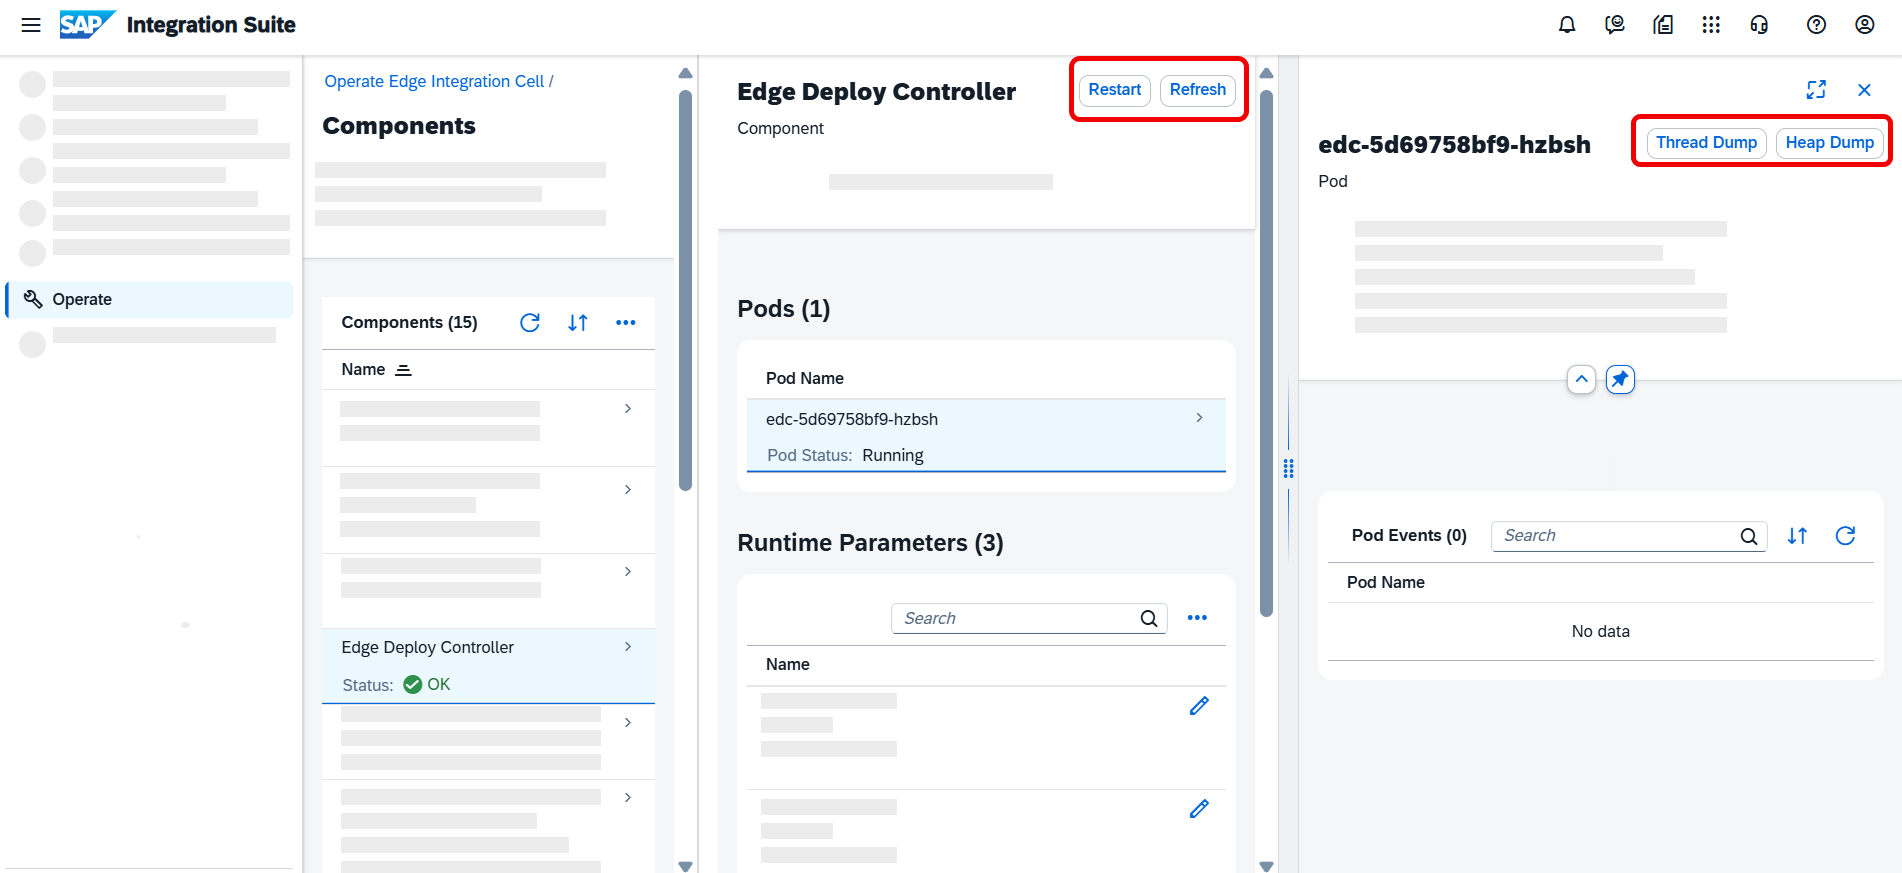 SAP Integration Suite
Operate
Operate Edge Integration Cell /
Components
Components (15)
Name
Edge Deploy Controller
Status: OK
Edge Deploy Controller
Restart Refresh
Component
Pods (1)
Pod Name
edc-5d69758bf9-hzbsh
Pod Status: Running
Runtime Parameters (3)
Search
Name
edc-5d69758bf9-hzbsh
Thread Dump Heap Dump
Pod
Pod Events (0) Search
Pod Name
No data